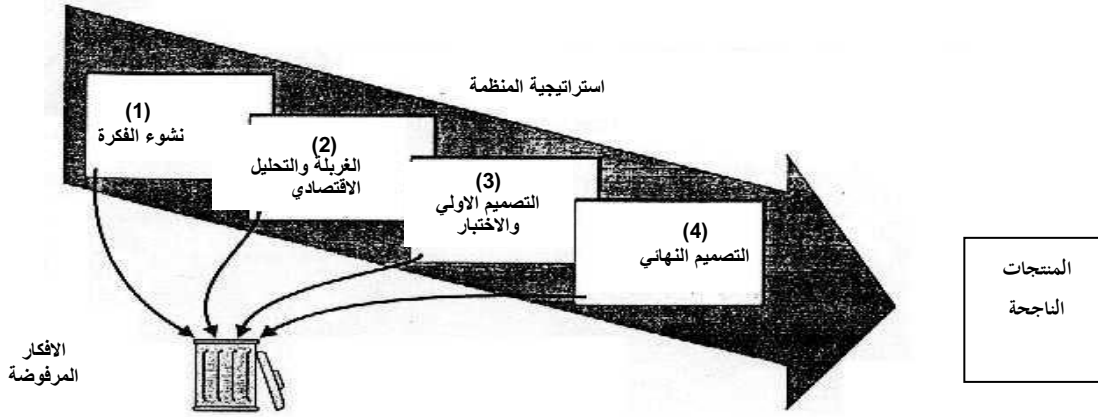 استراتيجية المنظمة
(1)
نشوء الفكرة
(2)
الغربلة والتحليل
الاقتصادي
(3)
التصميم الاولي
والاختبار
(4)
التصميم النهائي
المنتجات
الناجحة
الافكار
المرفوضة